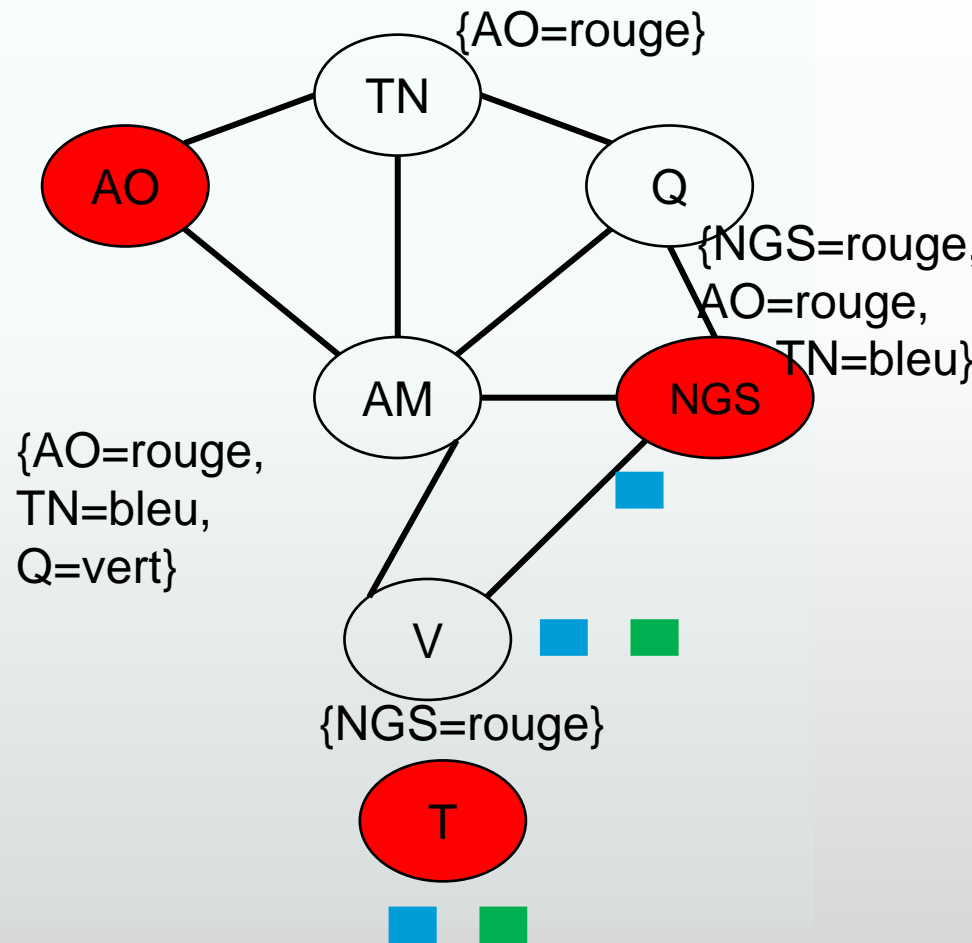 {AO=rouge}
TN
AO
Q
{NGS=rouge,
AO=rouge,
TN=bleu}
AM
NGS
{AO=rouge,
TN=bleu,
Q=vert}
V
{NGS=rouge}
T